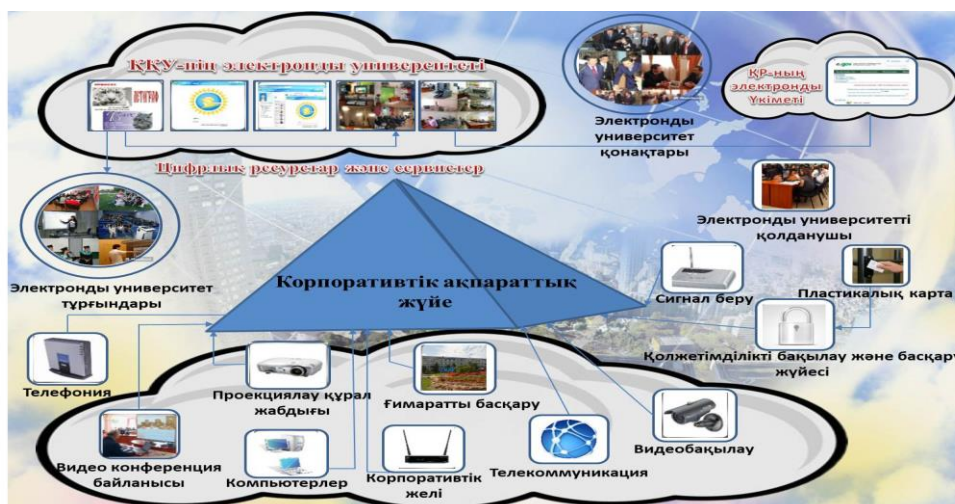 ҚҚУ-нің электронды университеті
Цифрлық ресурстар және сервистер
Электронды
университет
қонақтары
ҚР-ның
электронды
Үкіметі
Электронды университет
тұрғындары
Корпоративтік ақпараттық
жүйе
Электронды университетті
қолданушы
Сигнал беру
Пластикалық карта
Қолжетімділікті бақылау және басқару
жүйесі
Телефония
Проекциялау құрал
жабдығы
Ғимаратты басқару
Видеобақылау
Видео конференция
байланысы
Компьютерлер
Корпоративтік
желі
Телекоммуникация